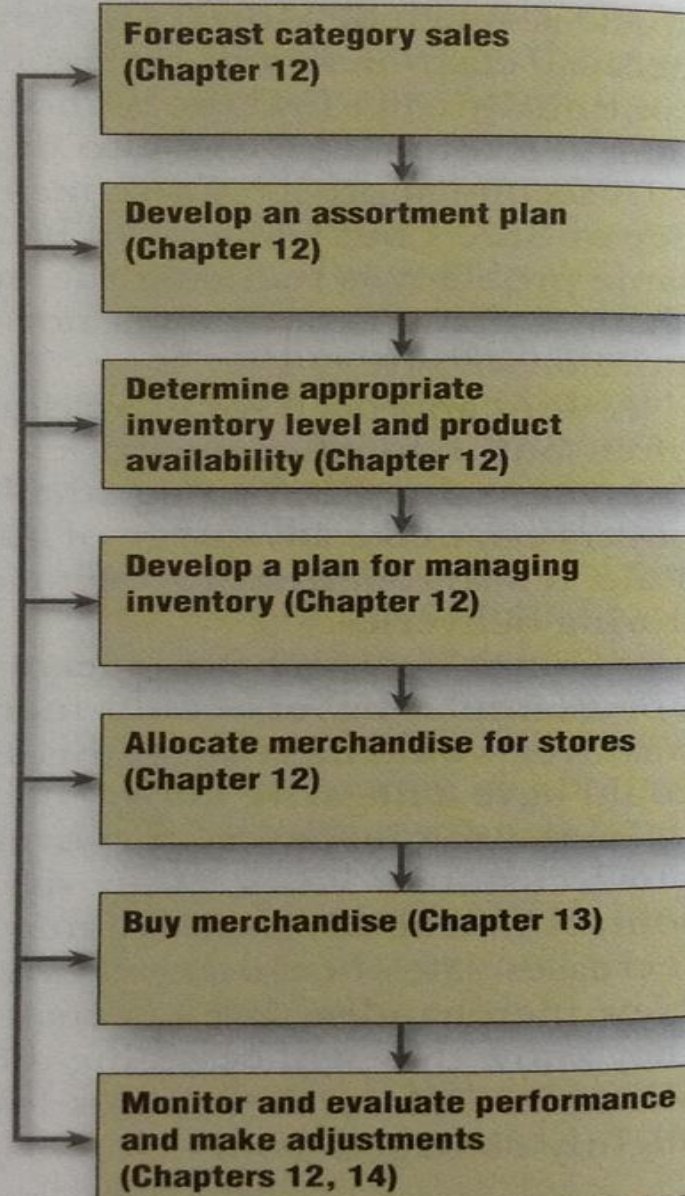 Forecast category sales
(Chapter 12)
Develop an assortment plan
(Chapter 12)
Determine appropriate
inventory level and product
availability (Chapter 12)
Develop a plan for managing
inventory (Chapter 12)
Allocate merchandise for stores
(Chapter 12)
Buy merchandise (Chapter 13)
Monitor and evaluate performance
and make adjustments
(Chapters 12, 14)